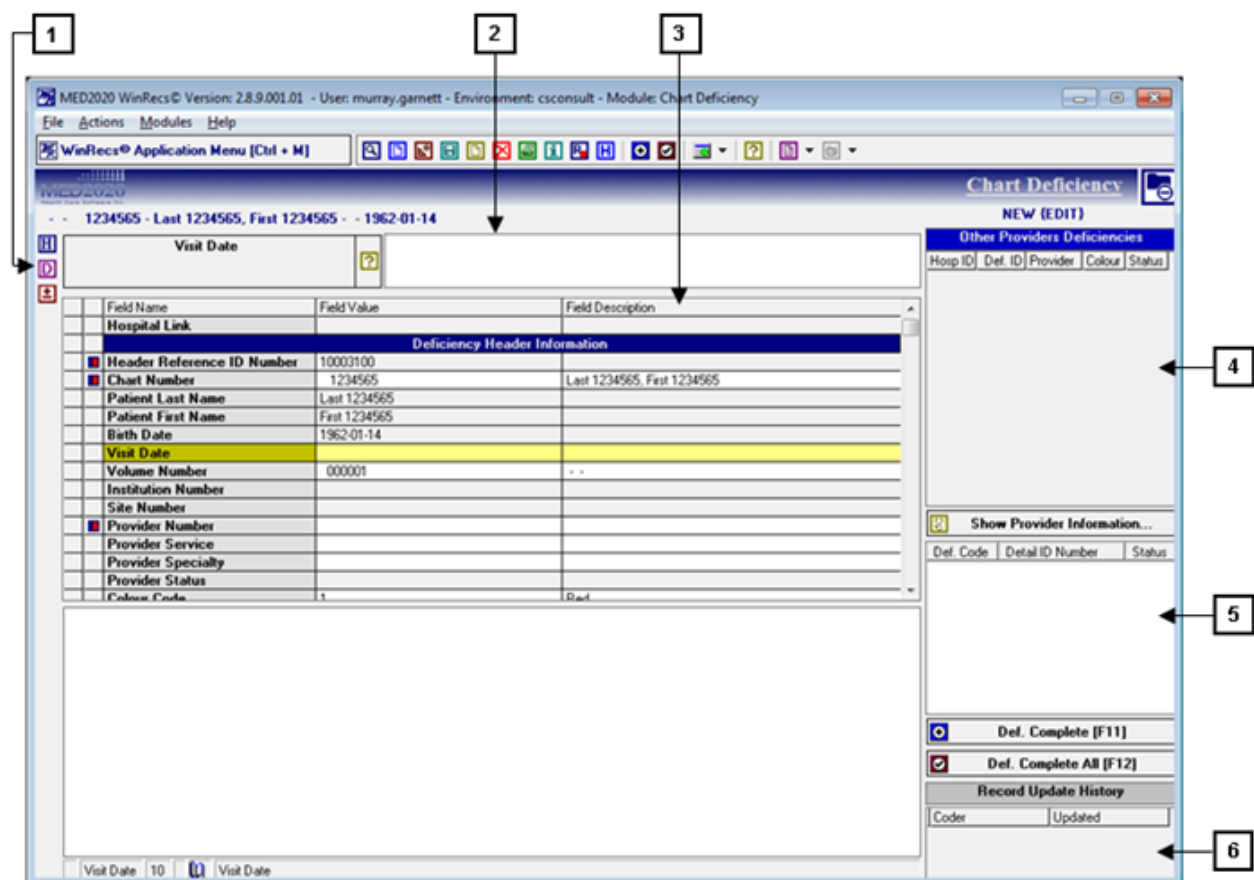 1
2
3
MED2020 WinRecs© Version: 2.8.9.001.01 - User: murray.garnett - Environment: csconsult - Module: Chart Deficiency
File Actions Modules Help
WinRecs© Application Menu [Ctrl + M]
MED2020
Chart Deficiency
- - 1234565 - Last 1234565, First 1234565 - - 1962-01-14
NEW (EDIT)
H
D
Visit Date
?
Other Providers Deficiencies
Hosp ID Def. ID Provider Colour Status
Field Name Field Value Field Description
Hospital Link
Deficiency Header Information
Header Reference ID Number 10003100
Chart Number 1234565 Last 1234565, First 1234565
Patient Last Name Last 1234565
Patient First Name First 1234565
Birth Date 1962-01-14
Visit Date
Volume Number 000001 - -
Institution Number
Site Number
Provider Number
Provider Service
Provider Specialty
Provider Status
Colour Code 1 Red
4
Show Provider Information...
Def. Code Detail ID Number Status
5
Def. Complete [F11]
Def. Complete All [F12]
Record Update History
Coder Updated
6
Visit Date 10 Visit Date